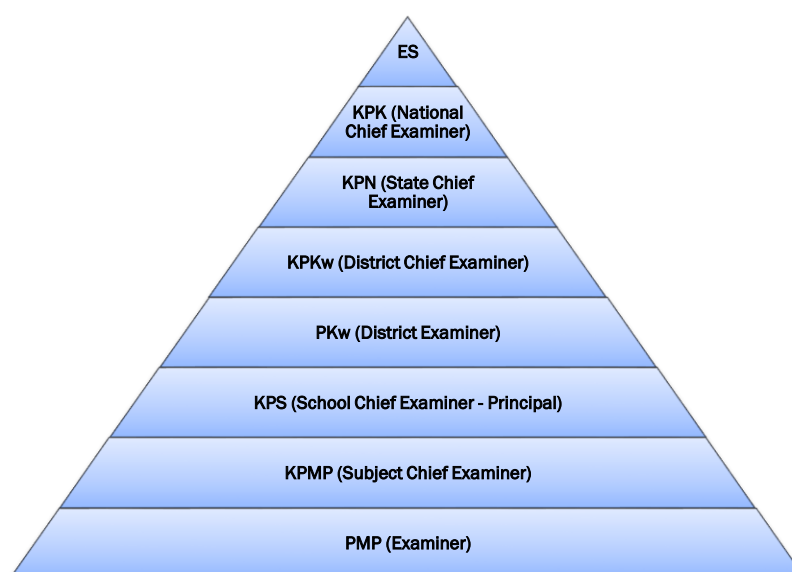 ES
KPK (National
Chief Examiner)
KPN (State Chief
Examiner)
KPKw (District Chief Examiner)
PKw (District Examiner)
KPS (School Chief Examiner - Principal)
KPMP (Subject Chief Examiner)
PMP (Examiner)